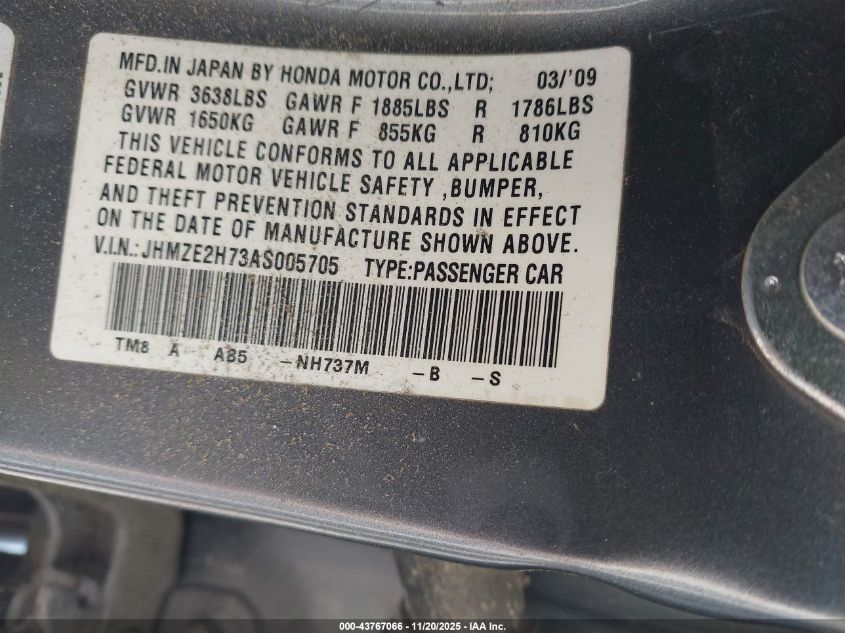 MFD.IN JAPAN BY HONDA MOTOR CO.,LTD; 03/'09
GVWR 3638LBS GAWR F 1885LBS R 1786LBS
GVWR 1650KG GAWR F 855KG R 810KG
THIS VEHICLE CONFORMS TO ALL APPLICABLE
FEDERAL MOTOR VEHICLE SAFETY ,BUMPER,
AND THEFT PREVENTION STANDARDS IN EFFECT
ON THE DATE OF MANUFACTURE SHOWN ABOVE.
V.I.N.: JHMZE2H73AS005705 TYPE:PASSENGER CAR
TM8 A AB5 -NH737M -B -S
000-43767066 - 11/20/2025 - IAA Inc.